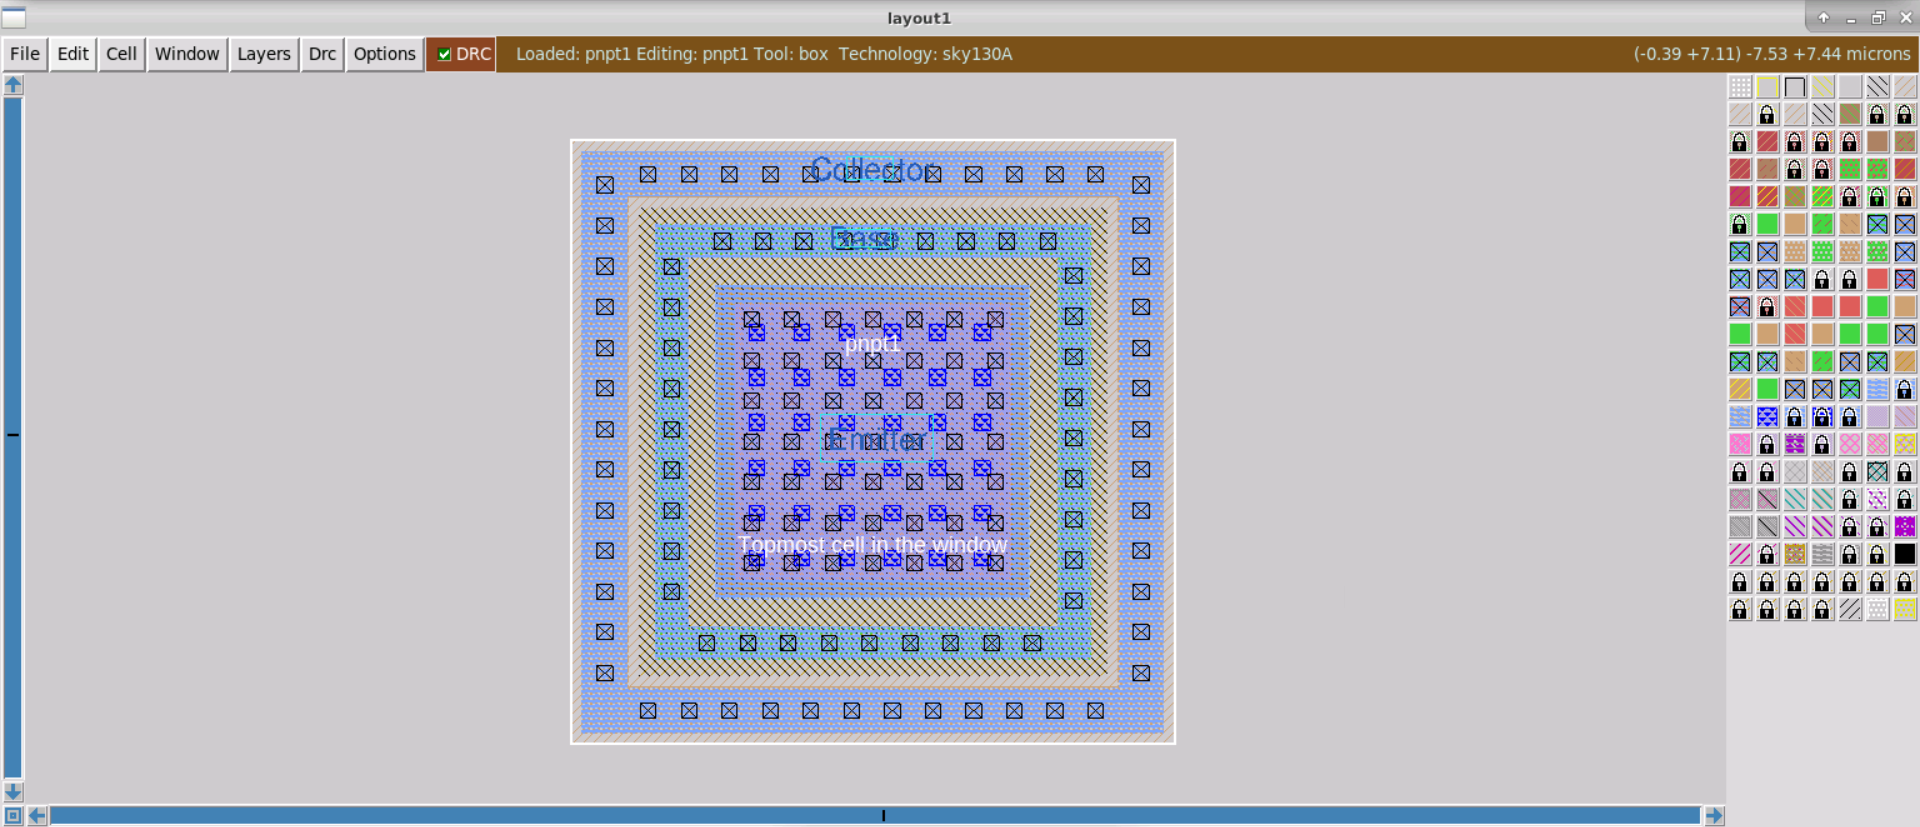 layout1
File Edit Cell Window Layers Drc Options DRC Loaded: pnpt1 Editing: pnpt1 Tool: box Technology: sky130A (-0.39 +7.11) -7.53 +7.44 microns
Collector
Base
pnpt1
Emitter
Topmost cell in the window